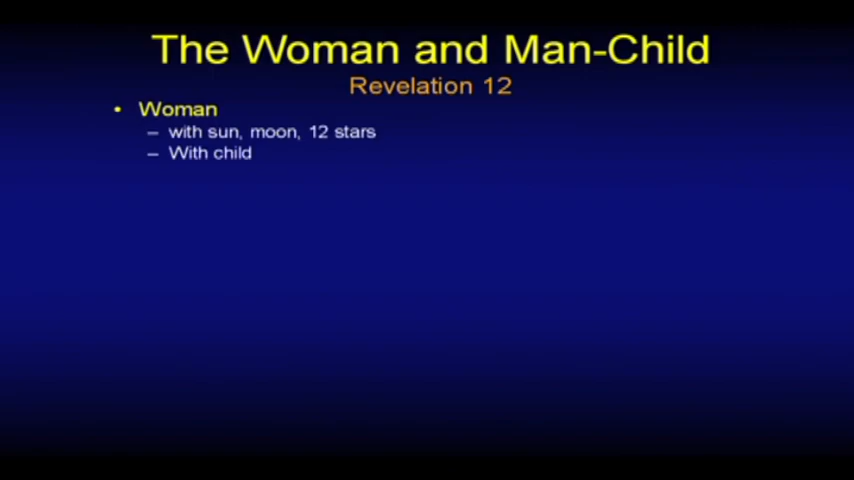 The Woman and Man-Child
Revelation 12
• Woman
– with sun, moon, 12 stars
– With child